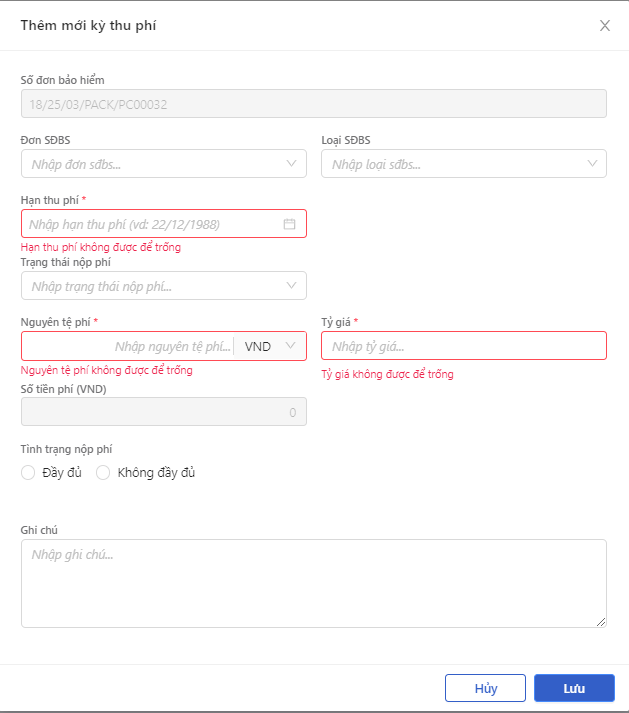 Thêm mới kỳ thu phí
Số đơn bảo hiểm
18/25/03/PACK/PC00032
Đơn SĐBS
Loại SĐBS
Nhập đơn sđbs...
Nhập loại sđbs...
Hạn thu phí *
Nhập hạn thu phí (vd: 22/12/1988)
Hạn thu phí không được để trống
Trạng thái nộp phí
Nhập trạng thái nộp phí...
Nguyên tệ phí *
Tỷ giá *
Nhập nguyên tệ phí... VND
Nhập tỷ giá...
Nguyên tệ phí không được để trống
Tỷ giá không được để trống
Số tiền phí (VND)
0
Tình trạng nộp phí
Đầy đủ Không đầy đủ
Ghi chú
Nhập ghi chú...
Hủy Lưu